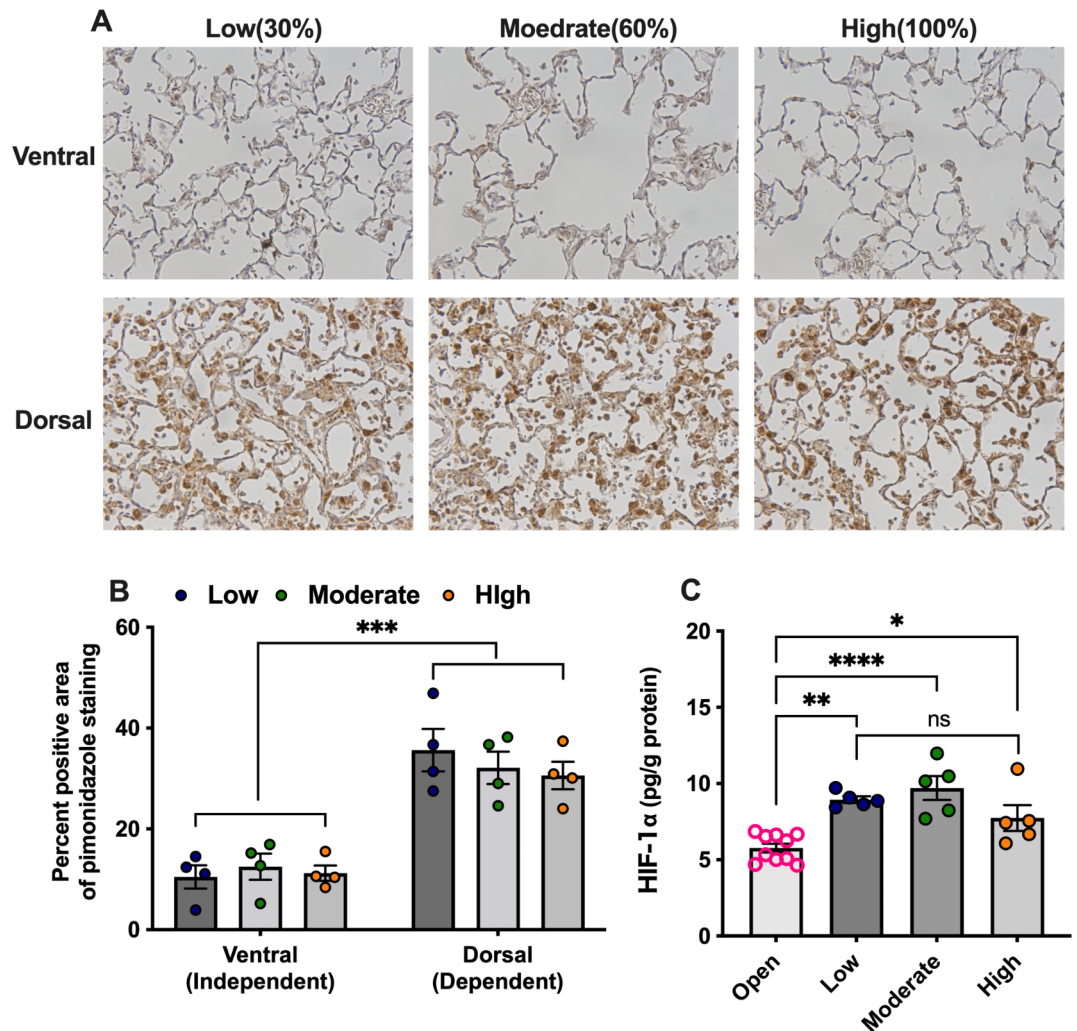 A
Low(30%)
Moedrate(60%)
High(100%)
Ventral
Dorsal
B
Low
Moderate
HIgh
Percent positive area
of pimonidazole staining
60
40
20
0
***
Ventral
(Independent)
Dorsal
(Dependent)
C
HIF-1α (pg/g protein)
20
15
10
5
0
*
****
**
ns
Open
Low
Moderate
High